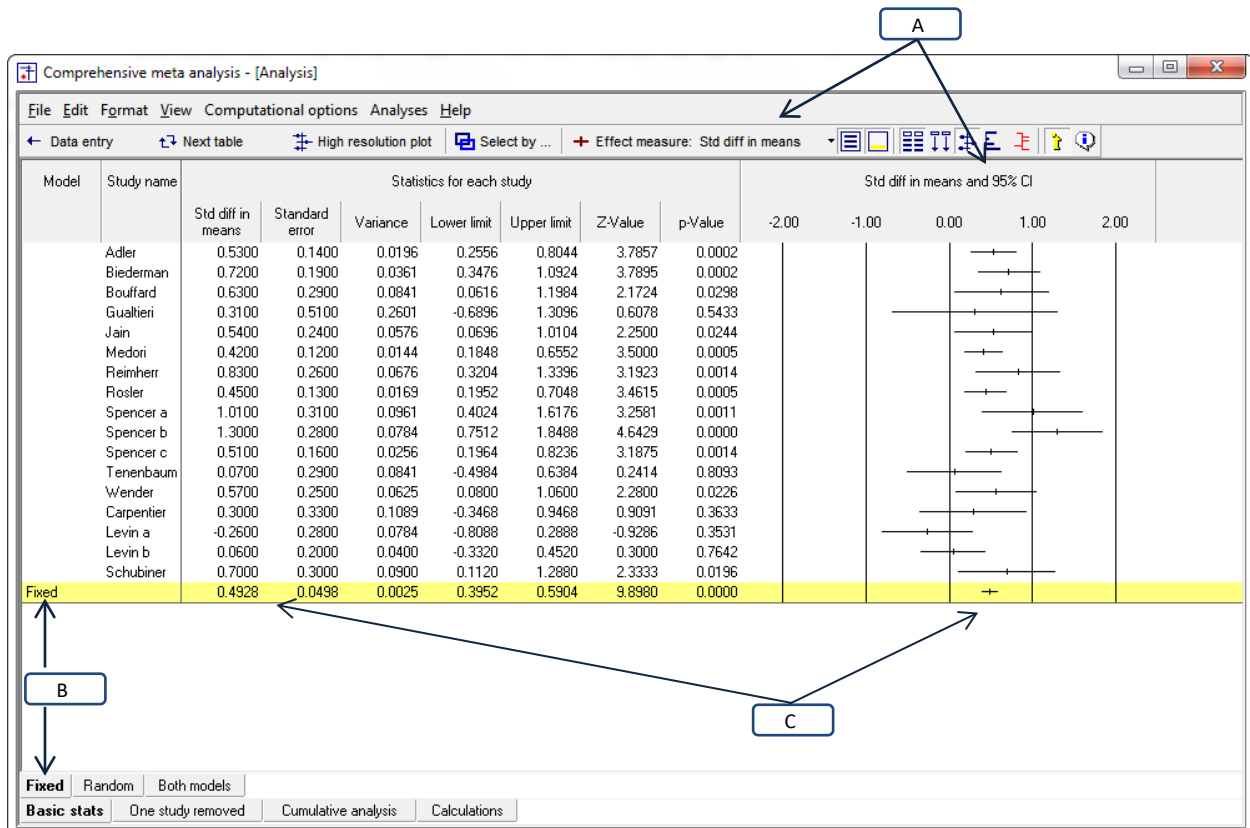 A
Comprehensive meta analysis - [Analysis]
File Edit Format View Computational options Analyses Help
Data entry Next table High resolution plot Select by ... Effect measure: Std diff in means
Model Study name Statistics for each study Std diff in means and 95% CI
Std diff in means Standard error Variance Lower limit Upper limit Z-Value p-Value -2.00 -1.00 0.00 1.00 2.00
Adler 0.5300 0.1400 0.0196 0.2556 0.8044 3.7857 0.0002
Biederman 0.7200 0.1900 0.0361 0.3476 1.0924 3.7895 0.0002
Bouffard 0.6300 0.2900 0.0841 0.0616 1.1984 2.1724 0.0298
Gualtieri 0.3100 0.5100 0.2601 -0.6896 1.3096 0.6078 0.5433
Jain 0.5400 0.2400 0.0576 0.0696 1.0104 2.2500 0.0244
Medori 0.4200 0.1200 0.0144 0.1848 0.6552 3.5000 0.0005
Reimherr 0.8300 0.2600 0.0676 0.3204 1.3396 3.1923 0.0014
Rosler 0.4500 0.1300 0.0169 0.1952 0.7048 3.4615 0.0005
Spencer a 1.0100 0.3100 0.0961 0.4024 1.6176 3.2581 0.0011
Spencer b 1.3000 0.2800 0.0784 0.7512 1.8488 4.6429 0.0000
Spencer c 0.5100 0.1600 0.0256 0.1964 0.8236 3.1875 0.0014
Tenenbaum 0.0700 0.2900 0.0841 -0.4984 0.6384 0.2414 0.8093
Wender 0.5700 0.2500 0.0625 0.0800 1.0600 2.2800 0.0226
Carpentier 0.3000 0.3300 0.1089 -0.3468 0.9468 0.9091 0.3633
Levin a -0.2600 0.2800 0.0784 -0.8088 0.2888 -0.9286 0.3531
Levin b 0.0600 0.2000 0.0400 -0.3320 0.4520 0.3000 0.7642
Schubiner 0.7000 0.3000 0.0900 0.1120 1.2880 2.3333 0.0196
Fixed 0.4928 0.0498 0.0025 0.3952 0.5904 9.8980 0.0000
B
C
Fixed Random Both models
Basic stats One study removed Cumulative analysis Calculations